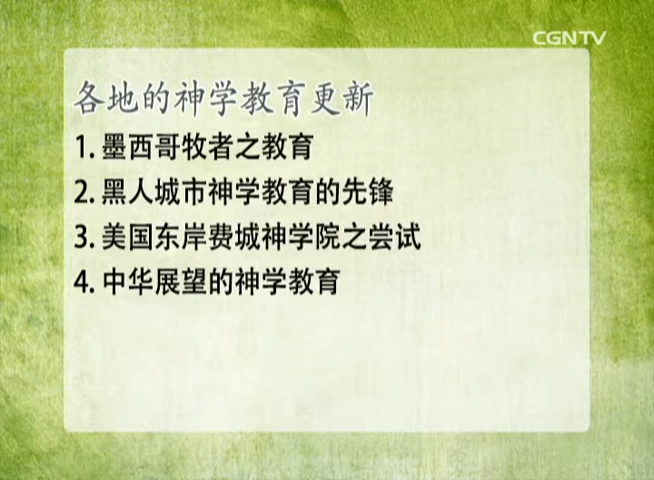 CGNTV
各地的神学教育更新
1. 墨西哥牧者之教育
2. 黑人城市神学教育的先锋
3. 美国东岸费城神学院之尝试
4. 中华展望的神学教育